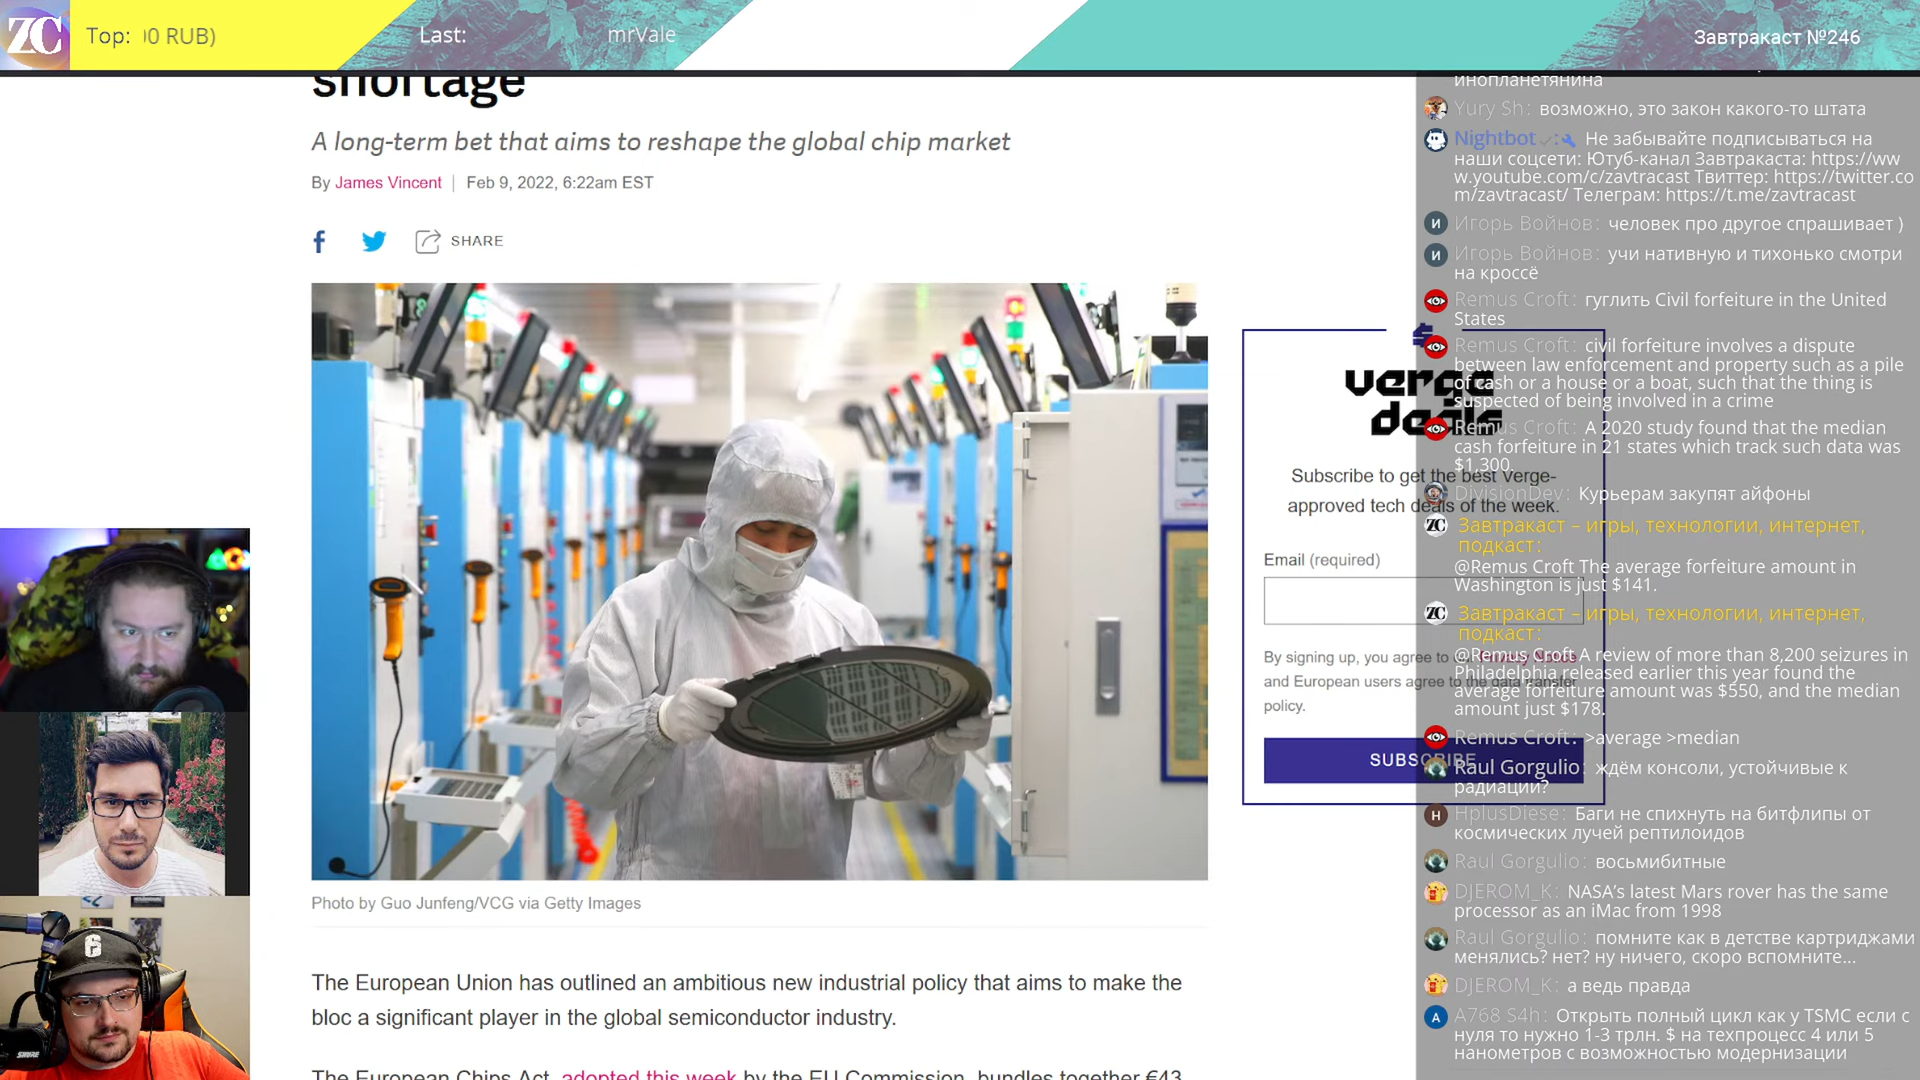 ZC
Top: 00 RUB)
Last: mrVale
Завтракаст №246
shortage
A long-term bet that aims to reshape the global chip market
By James Vincent | Feb 9, 2022, 6:22am EST
SHARE
Photo by Guo Junfeng/VCG via Getty Images
The European Union has outlined an ambitious new industrial policy that aims to make the
bloc a significant player in the global semiconductor industry.
The European Chips Act, adopted this week by the EU Commission, bundles together €43
verge
deals
Subscribe to get the best Verge-
approved tech deals of the week.
Email (required)
By signing up, you agree to our Privacy Notice
and European users agree to the data transfer
policy.
SUBSCRIBE
инопланетянина
Yury Sh: возможно, это закон какого-то штата
Nightbot: Не забывайте подписываться на
наши соцсети: Ютуб-канал Завтракаста: https://ww
w.youtube.com/c/zavtracast Твиттер: https://twitter.co
m/zavtracast/ Телеграм: https://t.me/zavtracast
Игорь Войнов: человек про другое спрашивает )
Игорь Войнов: учи нативную и тихонько смотри
на кроссё
Remus Croft: гуглить Civil forfeiture in the United
States
Remus Croft: civil forfeiture involves a dispute
between law enforcement and property such as a pile
of cash or a house or a boat, such that the thing is
suspected of being involved in a crime
Remus Croft: A 2020 study found that the median
cash forfeiture in 21 states which track such data was
$1,300.
DivisionDev: Курьерам закупят айфоны
Завтракаст – игры, технологии, интернет,
подкаст:
@Remus Croft The average forfeiture amount in
Washington is just $141.
Завтракаст – игры, технологии, интернет,
подкаст:
@Remus Croft A review of more than 8,200 seizures in
Philadelphia released earlier this year found the
average forfeiture amount was $550, and the median
amount just $178.
Remus Croft: >average >median
Raul Gorgulio: ждём консоли, устойчивые к
радиации?
HplusDiese: Баги не спихнуть на битфлипы от
космических лучей рептилоидов
Raul Gorgulio: восьмибитные
DJEROM_K: NASA's latest Mars rover has the same
processor as an iMac from 1998
Raul Gorgulio: помните как в детстве картриджами
менялись? нет? ну ничего, скоро вспомните...
DJEROM_K: а ведь правда
A768 S4h: Открыть полный цикл как у TSMC если с
нуля то нужно 1-3 трлн. $ на техпроцесс 4 или 5
нанометров с возможностью модернизации